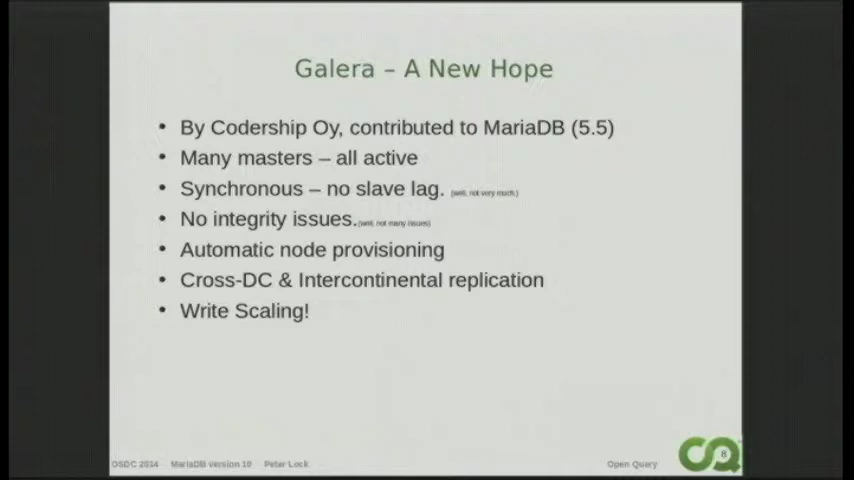 Galera – A New Hope
• By Codership Oy, contributed to MariaDB (5.5)
• Many masters – all active
• Synchronous – no slave lag. (well, not very much.)
• No integrity issues.(well, not many issues)
• Automatic node provisioning
• Cross-DC & Intercontinental replication
• Write Scaling!
OSDC 2014 MariaDB version 10 Peter Lock Open Query 8